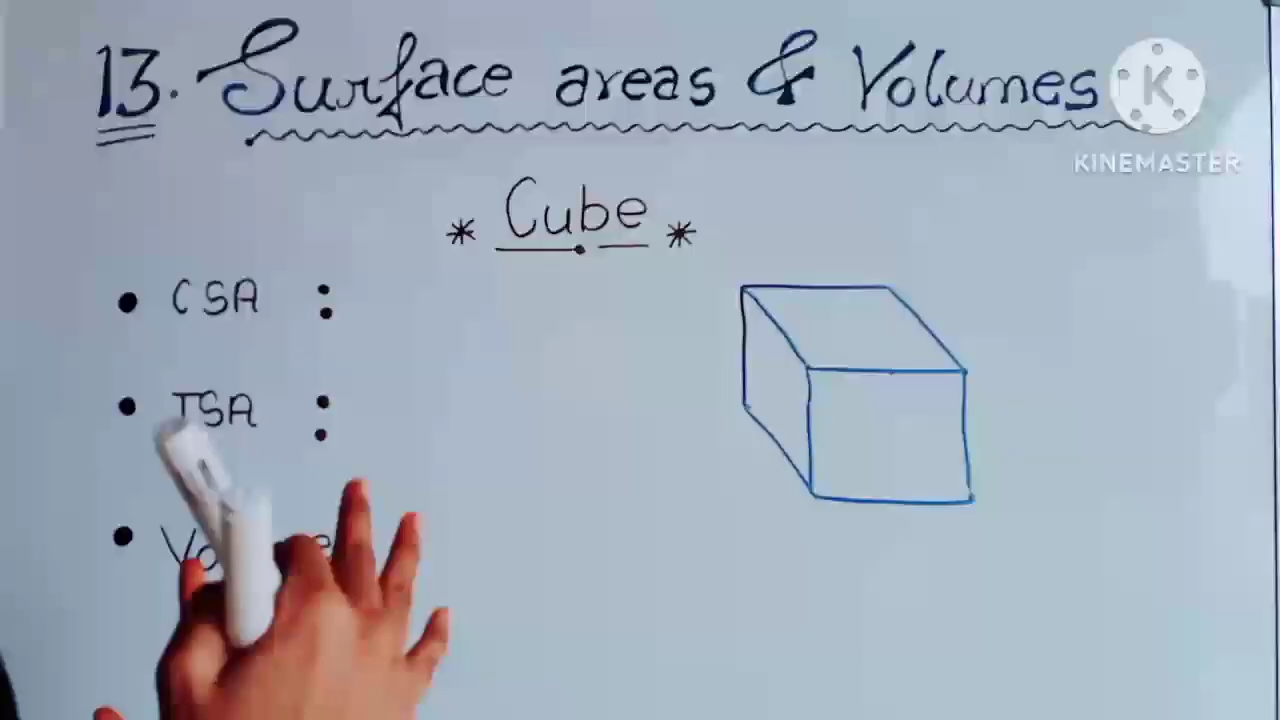 13. Surface areas & Volumes
K
KINEMASTER
* Cube *
• CSA :
• TSA :